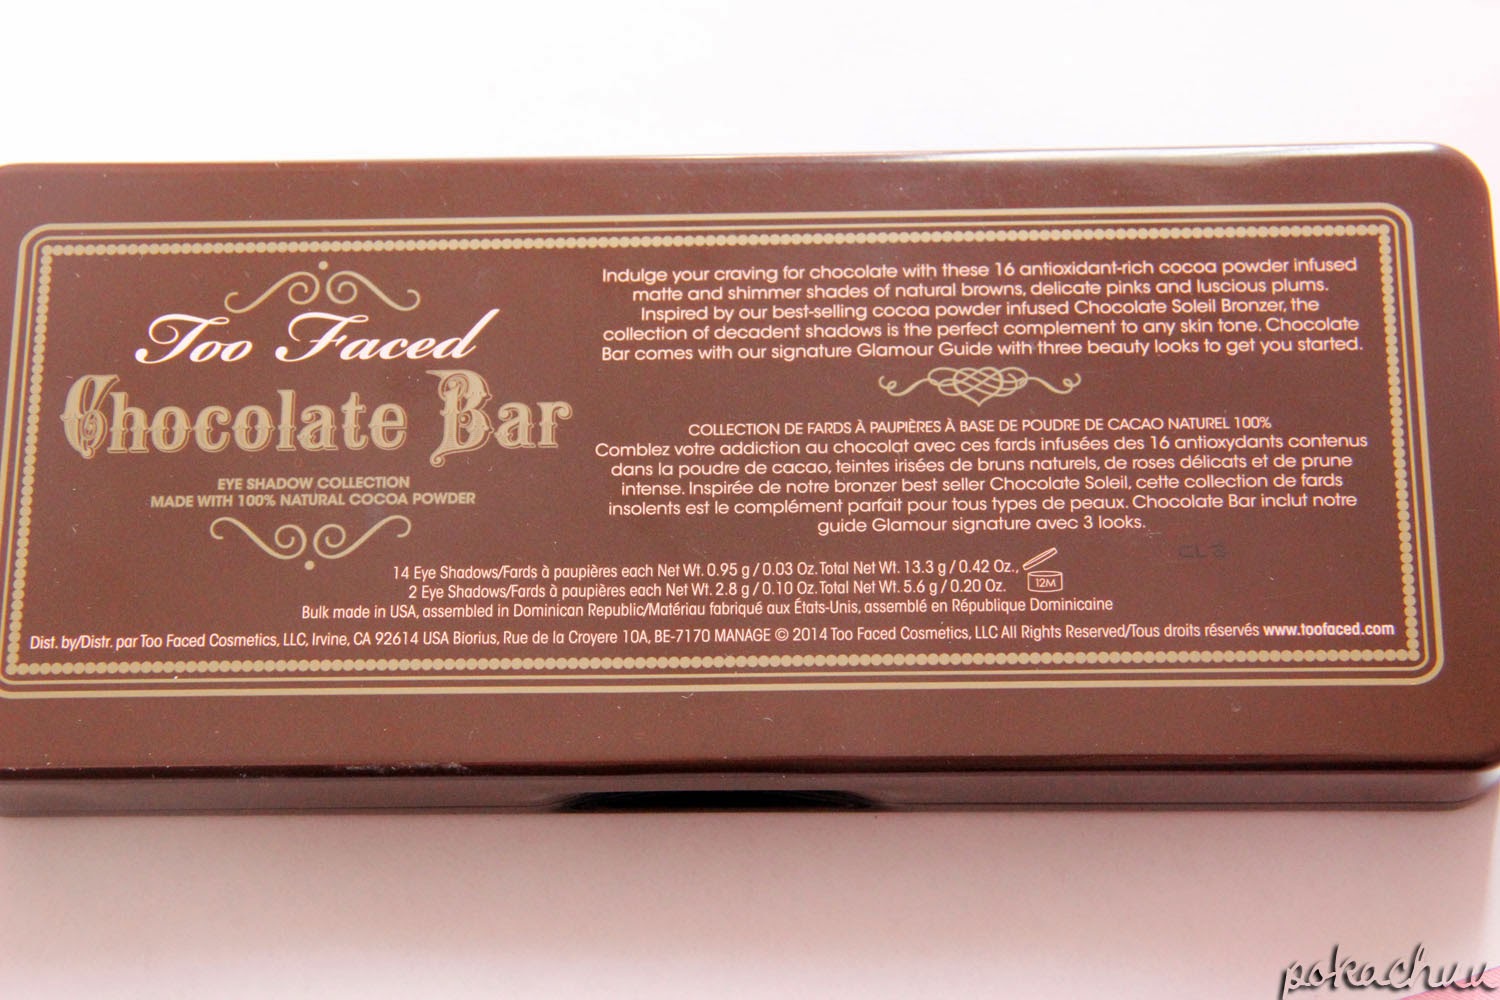 Too Faced
Chocolate Bar
EYE SHADOW COLLECTION
MADE WITH 100% NATURAL COCOA POWDER
Indulge your craving for chocolate with these 16 antioxidant-rich cocoa powder infused
matte and shimmer shades of natural browns, delicate pinks and luscious plums.
Inspired by our best-selling cocoa powder infused Chocolate Soleil Bronzer, the
collection of decadent shadows is the perfect complement to any skin tone. Chocolate
Bar comes with our signature Glamour Guide with three beauty looks to get you started.
COLLECTION DE FARDS À PAUPIÈRES À BASE DE POUDRE DE CACAO NATUREL 100%
Comblez votre addiction au chocolat avec ces fards infusées des 16 antioxydants contenus
dans la poudre de cacao, teintes irisées de bruns naturels, de roses délicats et de prune
intense. Inspirée de notre bronzer best seller Chocolate Soleil, cette collection de fards
insolents est le complément parfait pour tous types de peaux. Chocolate Bar inclut notre
guide Glamour signature avec 3 looks.
14 Eye Shadows/Fards à paupières each Net Wt. 0.95 g / 0.03 Oz. Total Net Wt. 13.3 g / 0.42 Oz.,
2 Eye Shadows/Fards à paupières each Net Wt. 2.8 g / 0.10 Oz. Total Net Wt. 5.6 g / 0.20 Oz.
12M
Bulk made in USA, assembled in Dominican Republic/Matériau fabriqué aux États-Unis, assemblé en République Dominicaine
Dist. by/Distr. par Too Faced Cosmetics, LLC, Irvine, CA 92614 USA Biorius, Rue de la Croyere 10A, BE-7170 MANAGE © 2014 Too Faced Cosmetics, LLC All Rights Reserved/Tous droits réservés www.toofaced.com
pokachuu